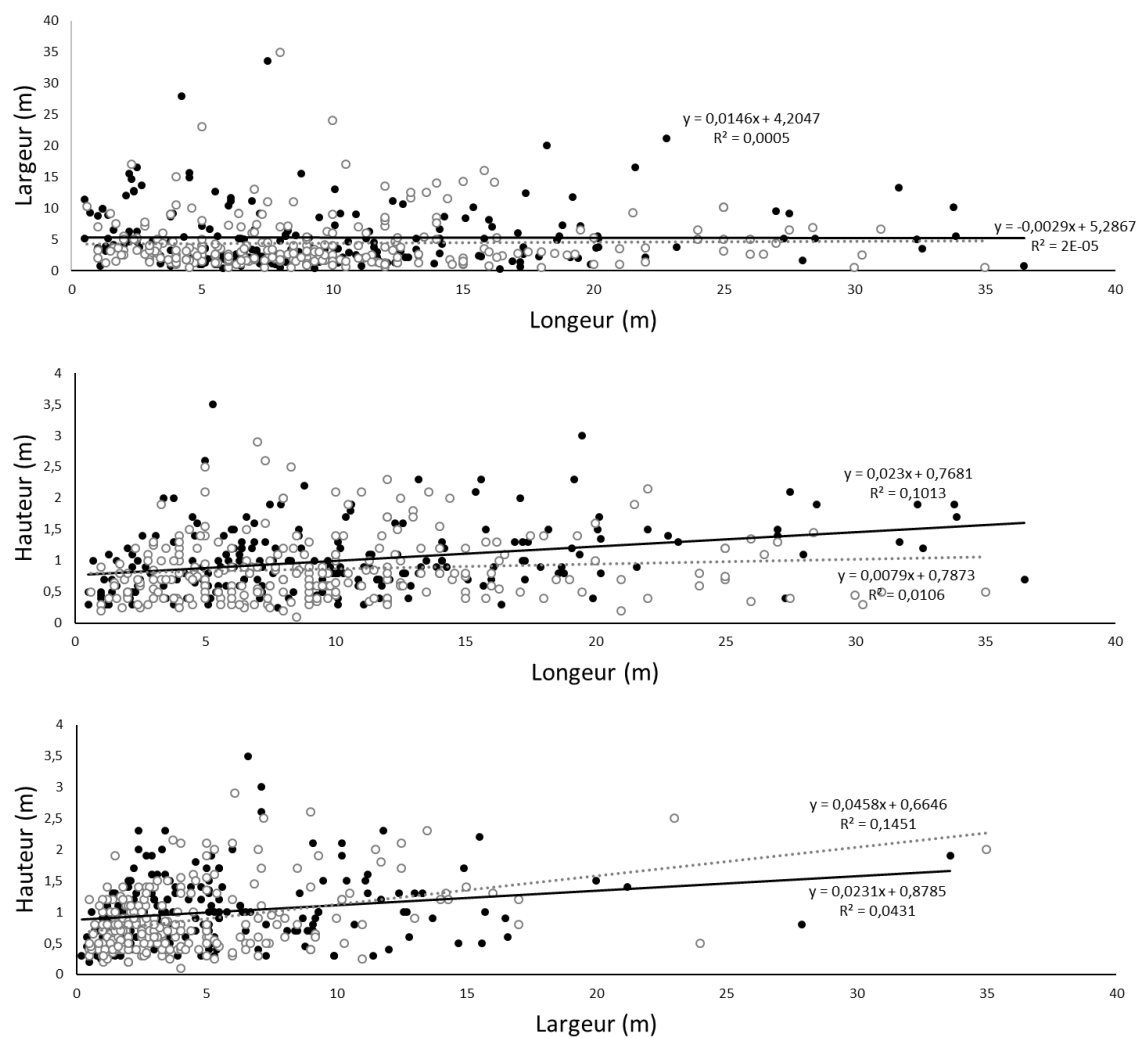 40
35
30
25
20
15
10
5
0
Largeur (m)
y = 0,0146x + 4,2047
R² = 0,0005
y = -0,0029x + 5,2867
R² = 2E-05
0 5 10 15 20 25 30 35 40
Longeur (m)
4
3,5
3
2,5
2
1,5
1
0,5
0
Hauteur (m)
y = 0,023x + 0,7681
R² = 0,1013
y = 0,0079x + 0,7873
R² = 0,0106
0 5 10 15 20 25 30 35 40
Longeur (m)
4
3,5
3
2,5
2
1,5
1
0,5
0
Hauteur (m)
y = 0,0458x + 0,6646
R² = 0,1451
y = 0,0231x + 0,8785
R² = 0,0431
0 5 10 15 20 25 30 35 40
Largeur (m)